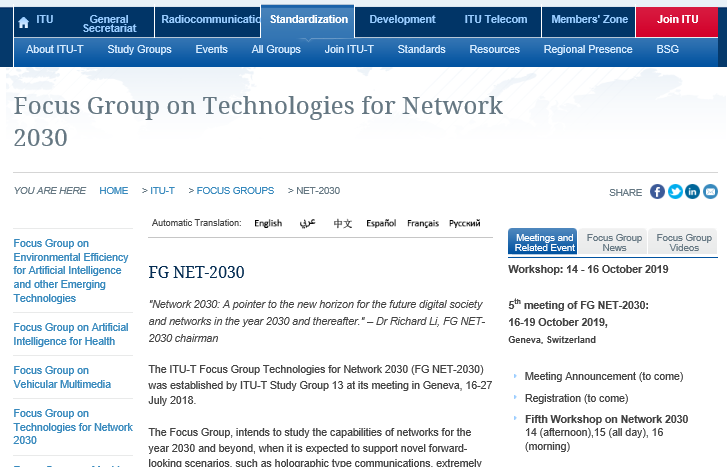 ITU
General Secretariat
Radiocommunicatio
Standardization
Development
ITU Telecom
Members' Zone
Join ITU
About ITU-T
Study Groups
Events
All Groups
Join ITU-T
Standards
Resources
Regional Presence
BSG
Focus Group on Technologies for Network
2030
YOU ARE HERE HOME > ITU-T > FOCUS GROUPS > NET-2030
SHARE
Automatic Translation: English عربي 中文 Español Français Русский
Focus Group on
Environmental Efficiency
for Artificial Intelligence
and other Emerging
Technologies
Focus Group on Artificial
Intelligence for Health
Focus Group on
Vehicular Multimedia
Focus Group on
Technologies for Network
2030
FG NET-2030
"Network 2030: A pointer to the new horizon for the future digital society
and networks in the year 2030 and thereafter." – Dr Richard Li, FG NET-
2030 chairman
The ITU-T Focus Group Technologies for Network 2030 (FG NET-2030)
was established by ITU-T Study Group 13 at its meeting in Geneva, 16-27
July 2018.
The Focus Group, intends to study the capabilities of networks for the
year 2030 and beyond, when it is expected to support novel forward-
looking scenarios, such as holographic type communications, extremely
Meetings and
Related Event
Focus Group
News
Focus Group
Videos
Workshop: 14 - 16 October 2019
5th meeting of FG NET-2030:
16-19 October 2019,
Geneva, Switzerland
Meeting Announcement (to come)
Registration (to come)
Fifth Workshop on Network 2030
14 (afternoon),15 (all day), 16
(morning)